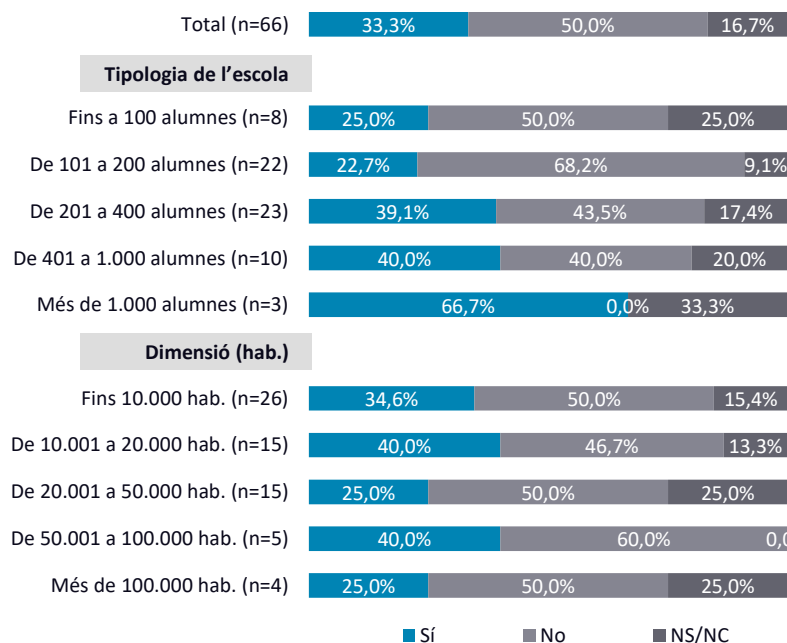 Total (n=66) 33,3% 50,0% 16,7%
Tipologia de l’escola
Fins a 100 alumnes (n=8) 25,0% 50,0% 25,0%
De 101 a 200 alumnes (n=22) 22,7% 68,2% 9,1%
De 201 a 400 alumnes (n=23) 39,1% 43,5% 17,4%
De 401 a 1.000 alumnes (n=10) 40,0% 40,0% 20,0%
Més de 1.000 alumnes (n=3) 66,7% 0,0% 33,3%
Dimensió (hab.)
Fins 10.000 hab. (n=26) 34,6% 50,0% 15,4%
De 10.001 a 20.000 hab. (n=15) 40,0% 46,7% 13,3%
De 20.001 a 50.000 hab. (n=15) 25,0% 50,0% 25,0%
De 50.001 a 100.000 hab. (n=5) 40,0% 60,0%
Més de 100.000 hab. (n=4) 25,0% 50,0% 25,0%
Sí No NS/NC